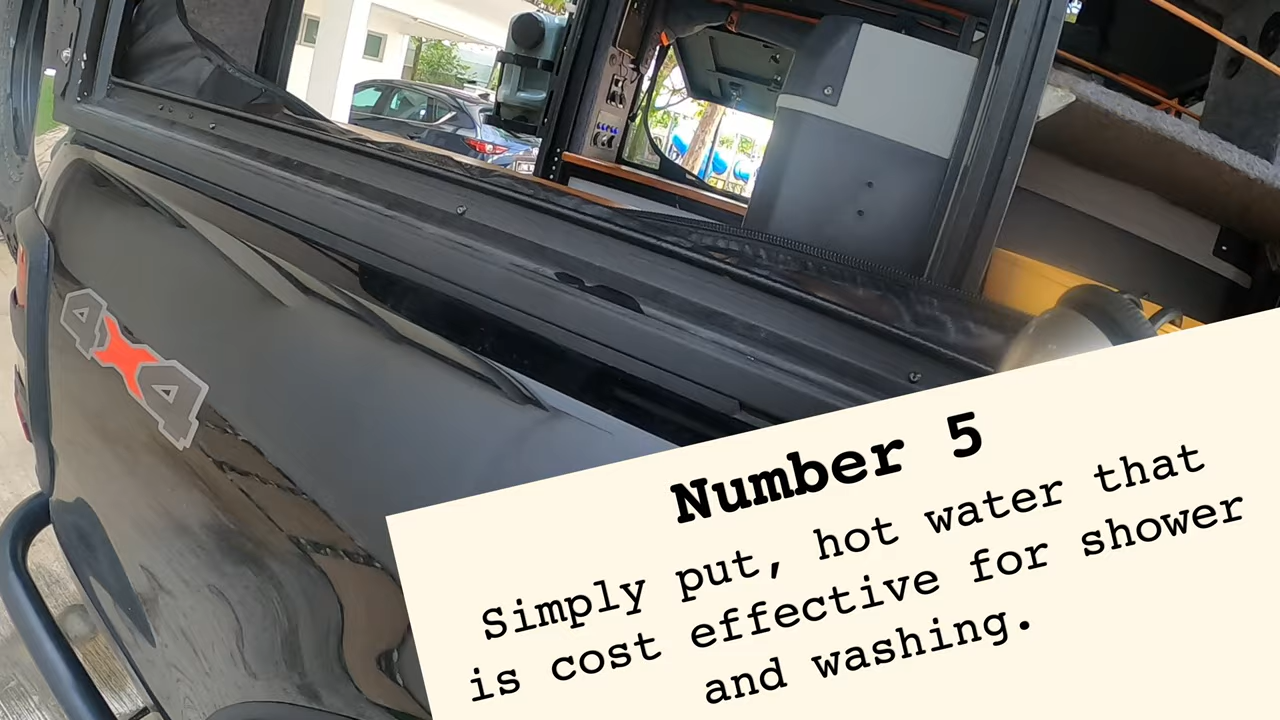 4X4
Number 5
Simply put, hot water that
is cost effective for shower
and washing.